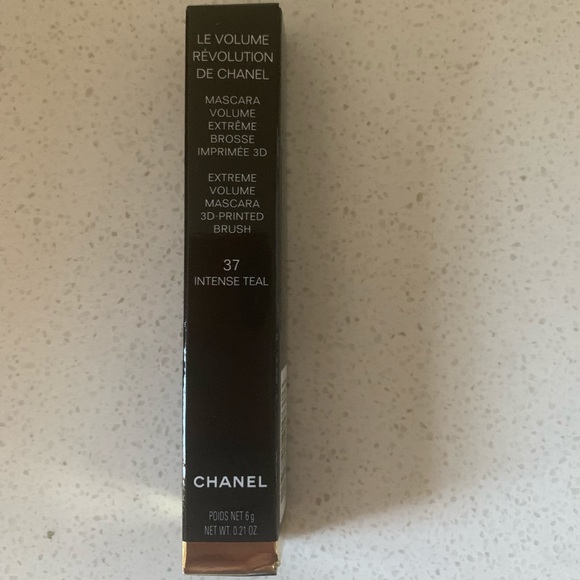 LE VOLUME
RÉVOLUTION
DE CHANEL
MASCARA
VOLUME
EXTRÊME
BROSSE
IMPRIMÉE 3D
EXTREME
VOLUME
MASCARA
3D-PRINTED
BRUSH
37
INTENSE TEAL
CHANEL
POIDS NET 6 g
NET WT. 0.21 OZ